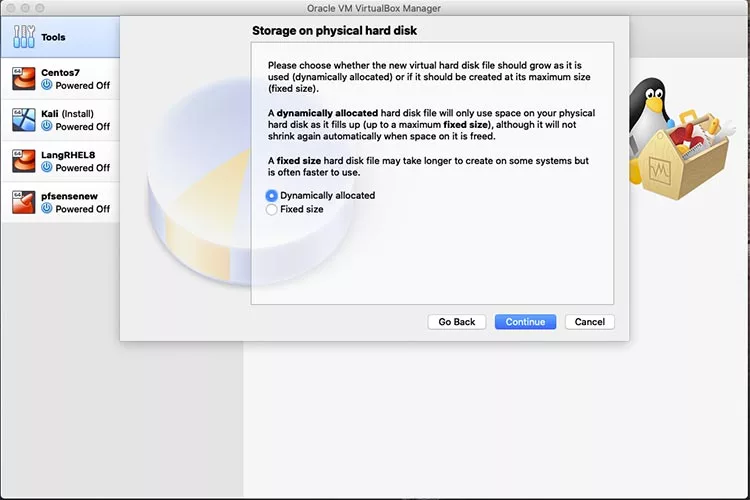 Oracle VM VirtualBox Manager
Storage on physical hard disk
Tools
64
Centos7
Powered Off
64
Kali (Install)
Powered Off
64
LangRHEL8
Powered Off
64
pfsensenew
Powered Off
Please choose whether the new virtual hard disk file should grow as it is
used (dynamically allocated) or if it should be created at its maximum size
(fixed size).
A dynamically allocated hard disk file will only use space on your physical
hard disk as it fills up (up to a maximum fixed size), although it will not
shrink again automatically when space on it is freed.
A fixed size hard disk file may take longer to create on some systems but
is often faster to use.
Dynamically allocated
Fixed size
Go Back
Continue
Cancel